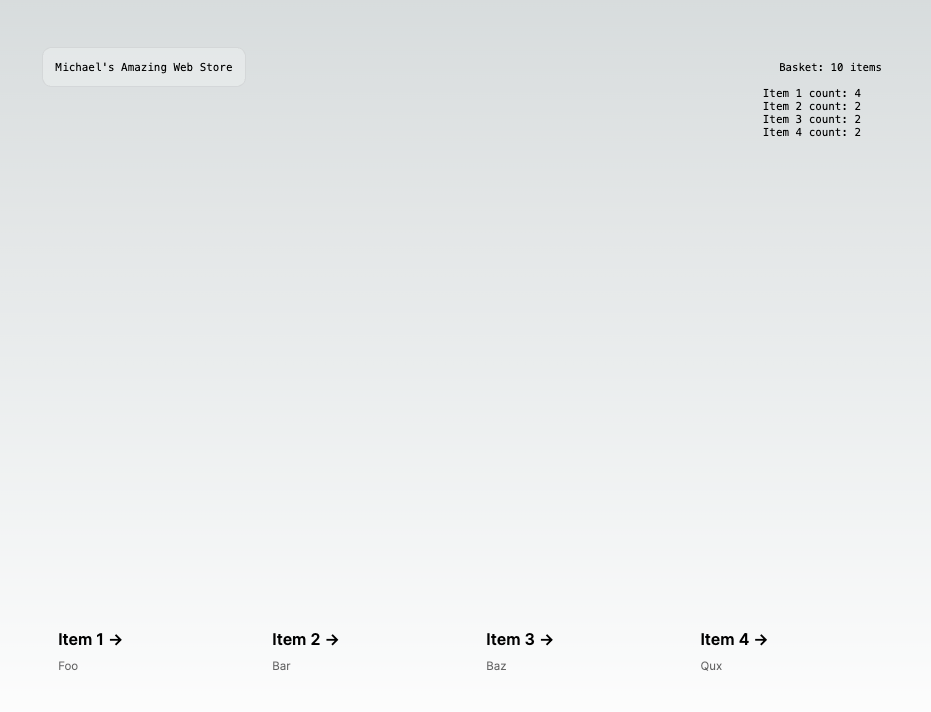 Michael's Amazing Web Store
Basket: 10 items
Item 1 count: 4
Item 2 count: 2
Item 3 count: 2
Item 4 count: 2
Item 1 →
Foo
Item 2 →
Bar
Item 3 →
Baz
Item 4 →
Qux